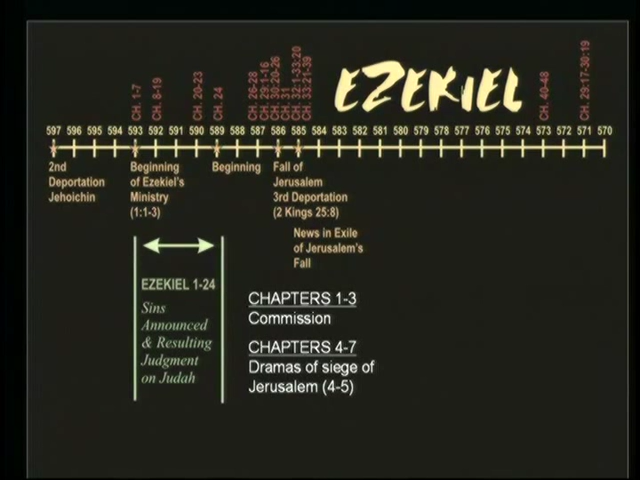 CH. 1-7
CH. 8-19
CH. 20-23
CH. 24
CH. 26-28
CH. 29:1-16
CH. 30:20-26
CH. 31
CH. 32:1-33:20
CH. 33:21-39
EZEKIEL
CH. 40-48
CH. 29:17-30:19
597 596 595 594 593 592 591 590 589 588 587 586 585 584 583 582 581 580 579 578 577 576 575 574 573 572 571 570
2nd
Deportation
Jehoichin
Beginning
of Ezekiel's
Ministry
(1:1-3)
Beginning
Fall of
Jerusalem
3rd Deportation
(2 Kings 25:8)
News in Exile
of Jerusalem's
Fall
EZEKIEL 1-24
Sins
Announced
& Resulting
Judgment
on Judah
CHAPTERS 1-3
Commission
CHAPTERS 4-7
Dramas of siege of
Jerusalem (4-5)